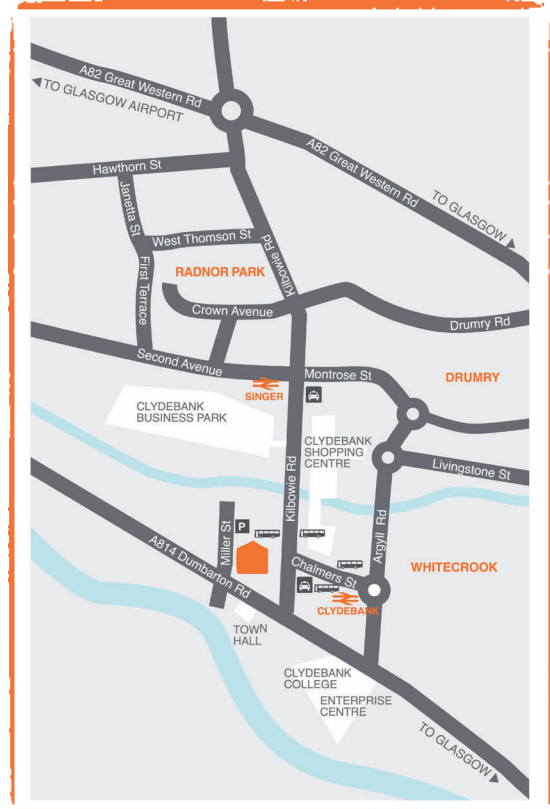 A82 Great Western Rd
TO GLASGOW AIRPORT
A82 Great Western Rd
TO GLASGOW
Hawthorn St
Janetta St
West Thomson St
Kilbowie Rd
RADNOR PARK
First Terrace
Crown Avenue
Drumry Rd
Second Avenue
Montrose St
DRUMRY
SINGER
CLYDEBANK
BUSINESS PARK
CLYDEBANK
SHOPPING
CENTRE
Livingstone St
Kilbowie Rd
Argyll Rd
P
Miller St
A814 Dumbarton Rd
Chalmers St
WHITECROOK
CLYDEBANK
TOWN
HALL
CLYDEBANK
COLLEGE
ENTERPRISE
CENTRE
TO GLASGOW